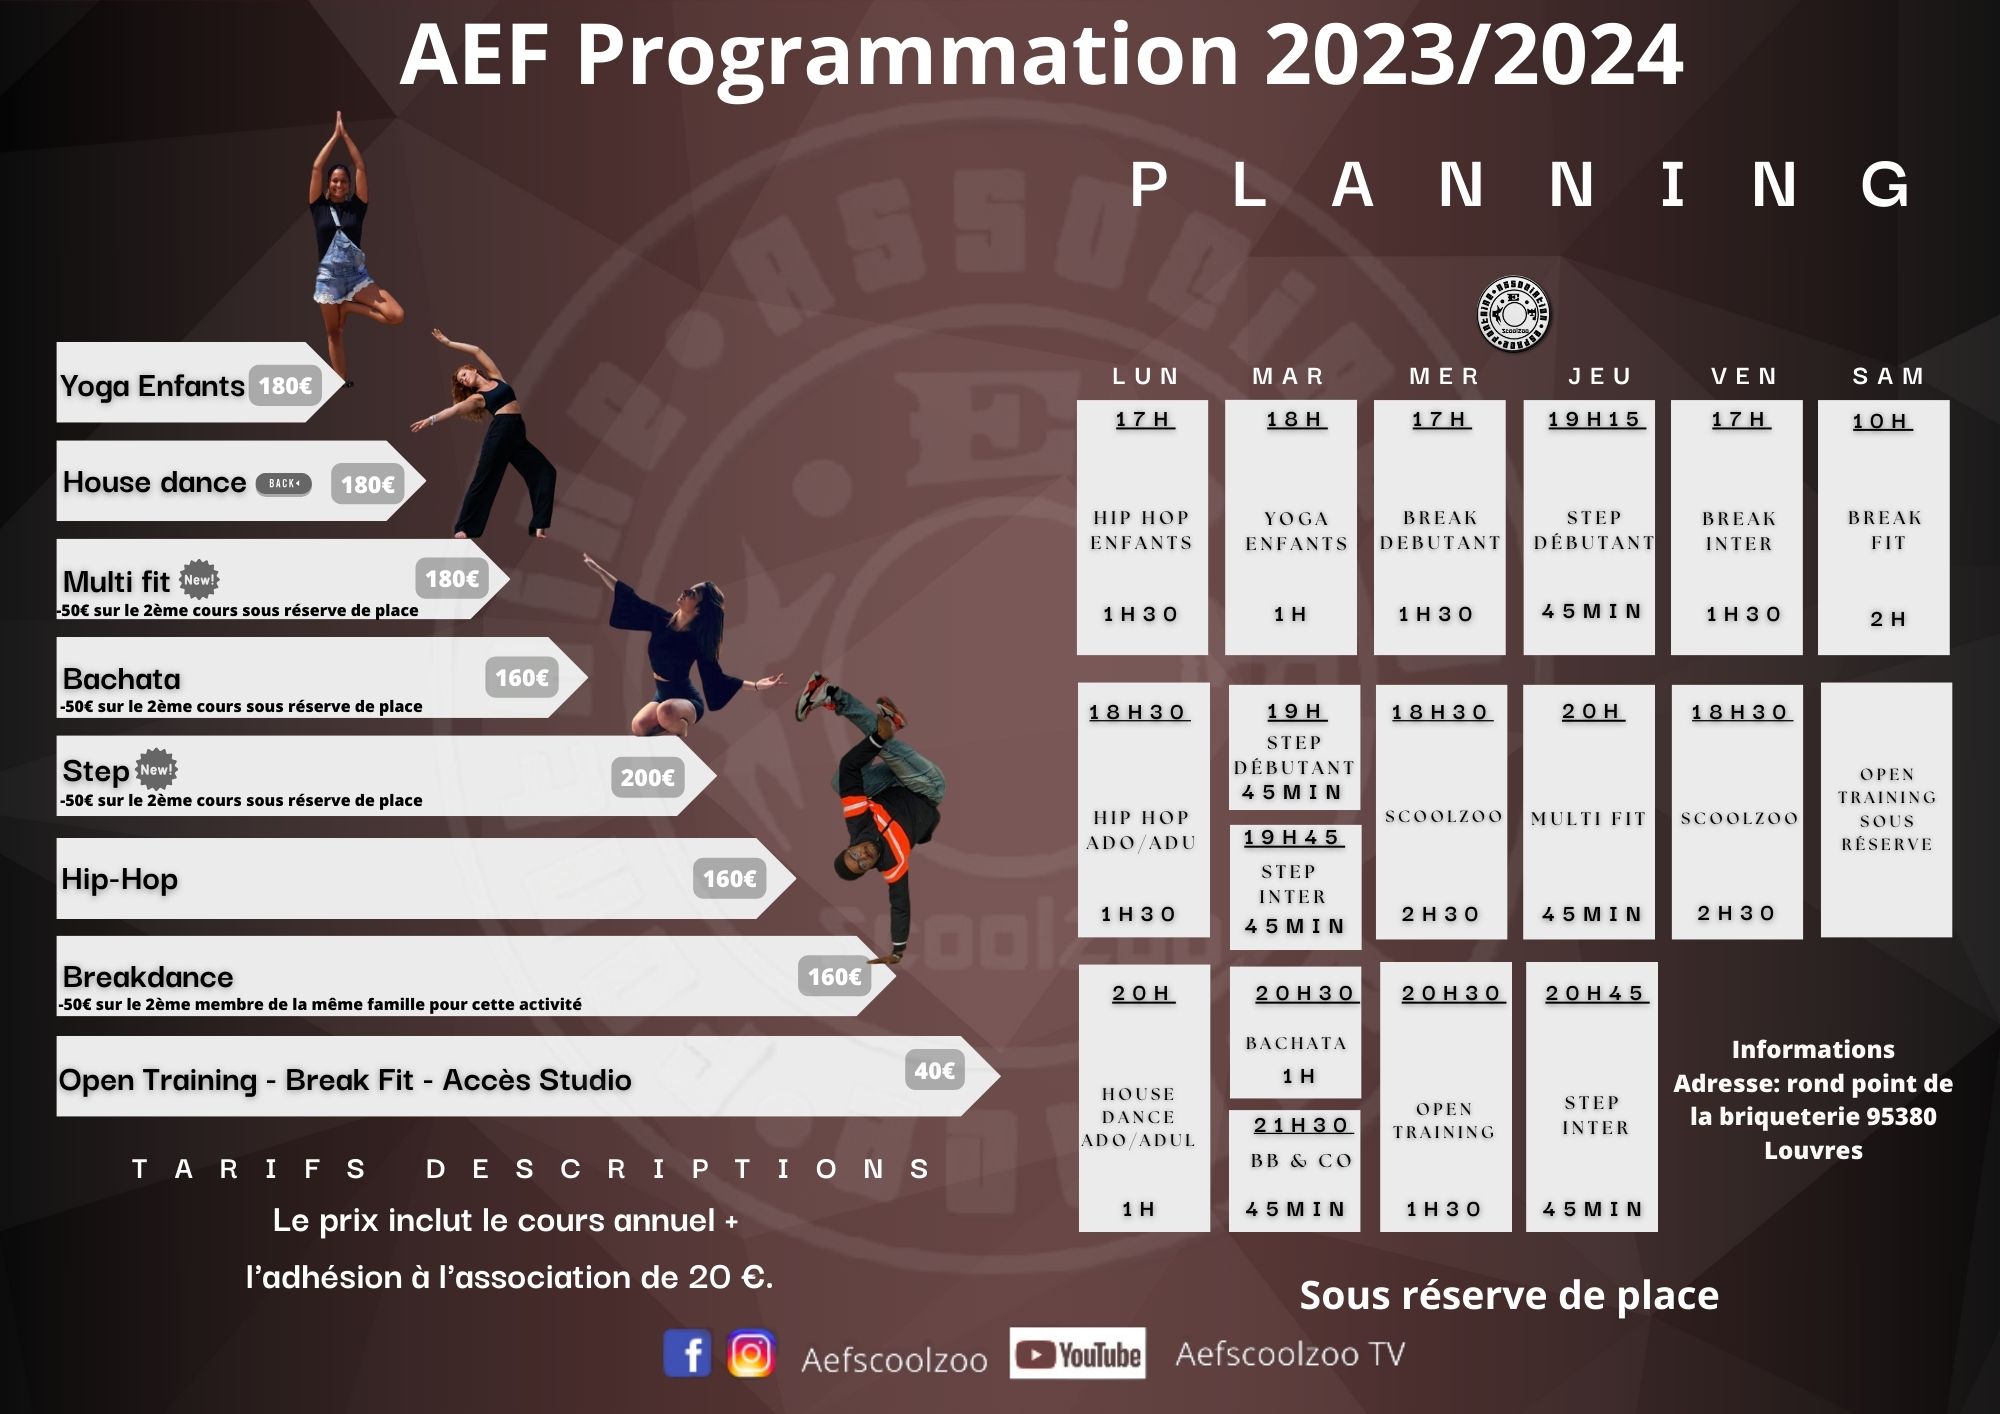 AEF Programmation 2023/2024
PLANNING
Yoga Enfants 180€
House dance BACK 180€
Multi fit New! 180€
-50€ sur le 2ème cours sous réserve de place
Bachata 160€
-50€ sur le 2ème cours sous réserve de place
Step New! 200€
-50€ sur le 2ème cours sous réserve de place
Hip-Hop 160€
Breakdance 160€
-50€ sur le 2ème membre de la même famille pour cette activité
Open Training - Break Fit - Accès Studio 40€
TARIFS DESCRIPTIONS
Le prix inclut le cours annuel +
l'adhésion à l'association de 20 €.
LUN
17H
HIP HOP
ENFANTS
1H30
18H30
HIP HOP
ADO/ADU
1H30
20H
HOUSE
DANCE
ADO/ADUL
1H
MAR
18H
YOGA
ENFANTS
1H
19H
STEP
DÉBUTANT
45MIN
19H45
STEP
INTER
45MIN
20H30
BACHATA
1H
21H30
BB & CO
45MIN
MER
17H
BREAK
DEBUTANT
1H30
18H30
SCOOLZOO
2H30
20H30
OPEN
TRAINING
1H30
JEU
19H15
STEP
DÉBUTANT
45MIN
20H
MULTI FIT
45MIN
20H45
STEP
INTER
45MIN
VEN
17H
BREAK
INTER
1H30
18H30
SCOOLZOO
2H30
SAM
10H
BREAK
FIT
2H
OPEN
TRAINING
SOUS
RÉSERVE
Informations
Adresse: rond point de
la briqueterie 95380
Louvres
Sous réserve de place
Aefscoolzoo
YouTube
Aefscoolzoo TV